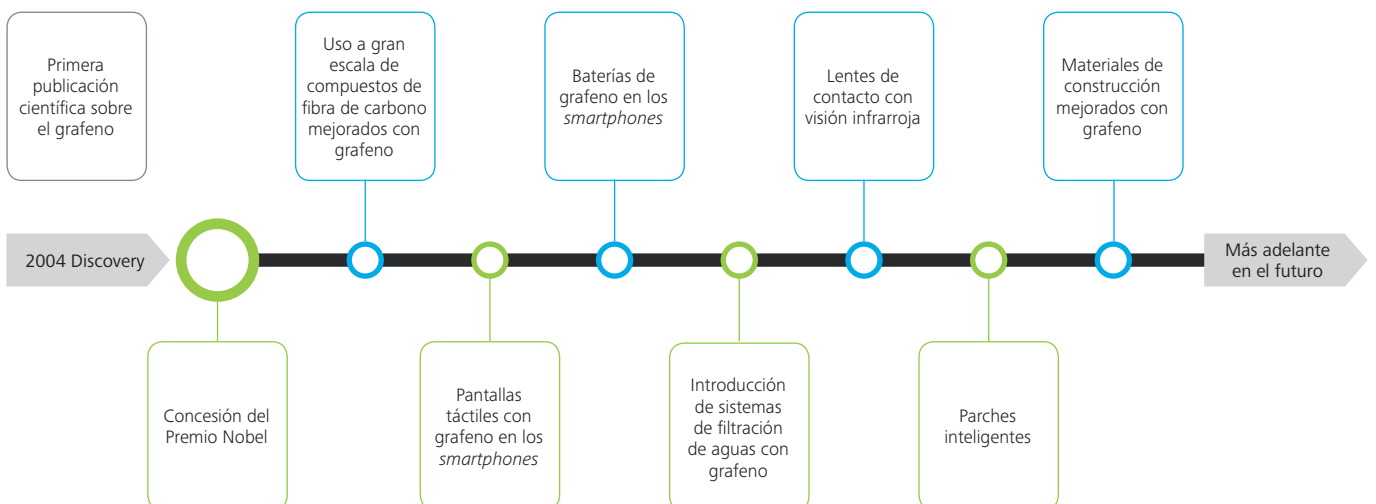 Primera
publicación
científica sobre
el grafeno
Uso a gran
escala de
compuestos de
fibra de carbono
mejorados con
grafeno
Baterías de
grafeno en los
smartphones
Lentes de
contacto con
visión infrarroja
Materiales de
construcción
mejorados con
grafeno
2004 Discovery
Más adelante
en el futuro
Concesión del
Premio Nobel
Pantallas
táctiles con
grafeno en los
smartphones
Introducción
de sistemas
de filtración
de aguas con
grafeno
Parches
inteligentes